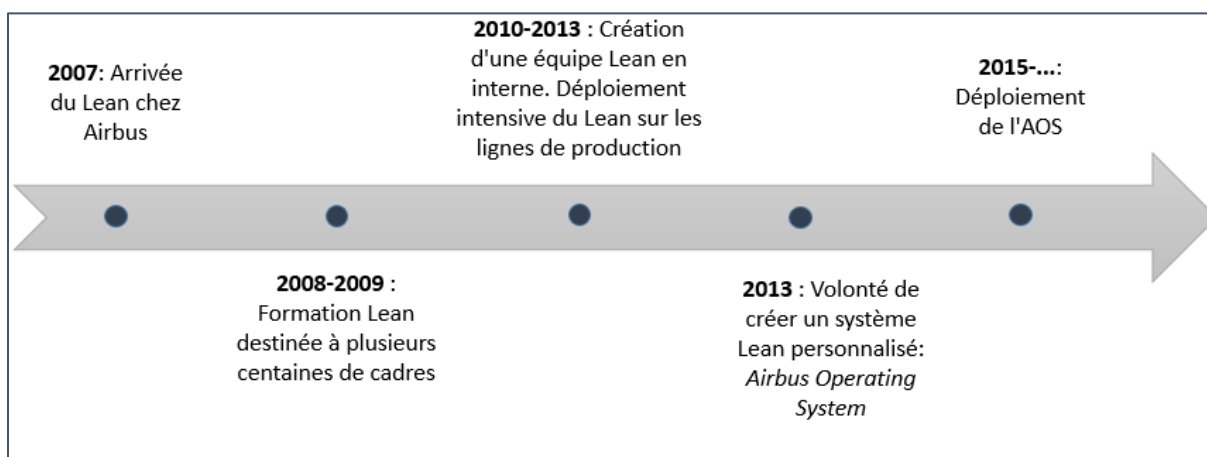 2007: Arrivée
du Lean chez
Airbus
2008-2009 :
Formation Lean
destinée à plusieurs
centaines de cadres
2010-2013 : Création
d'une équipe Lean en
interne. Déploiement
intensive du Lean sur les
lignes de production
2013 : Volonté de
créer un système
Lean personnalisé:
Airbus Operating
System
2015-...:
Déploiement
de l'AOS